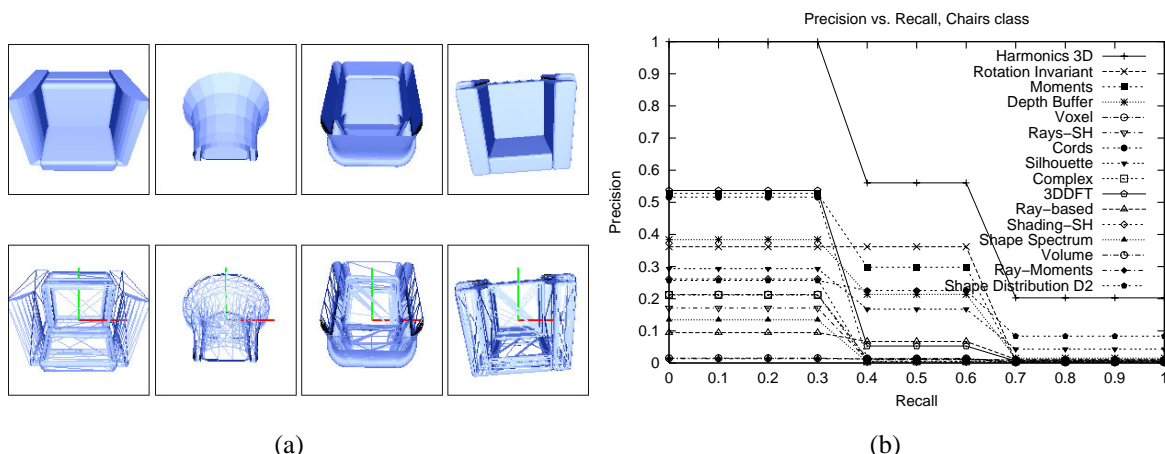 Precision vs. Recall, Chairs class
1
0.9
0.8
0.7
0.6
0.5
0.4
0.3
0.2
0.1
0
Precision
Harmonics 3D
Rotation Invariant
Moments
Depth Buffer
Voxel
Rays-SH
Cords
Silhouette
Complex
3DDFT
Ray-based
Shading-SH
Shape Spectrum
Volume
Ray-Moments
Shape Distribution D2
0 0.1 0.2 0.3 0.4 0.5 0.6 0.7 0.8 0.9 1
Recall
(a) (b)